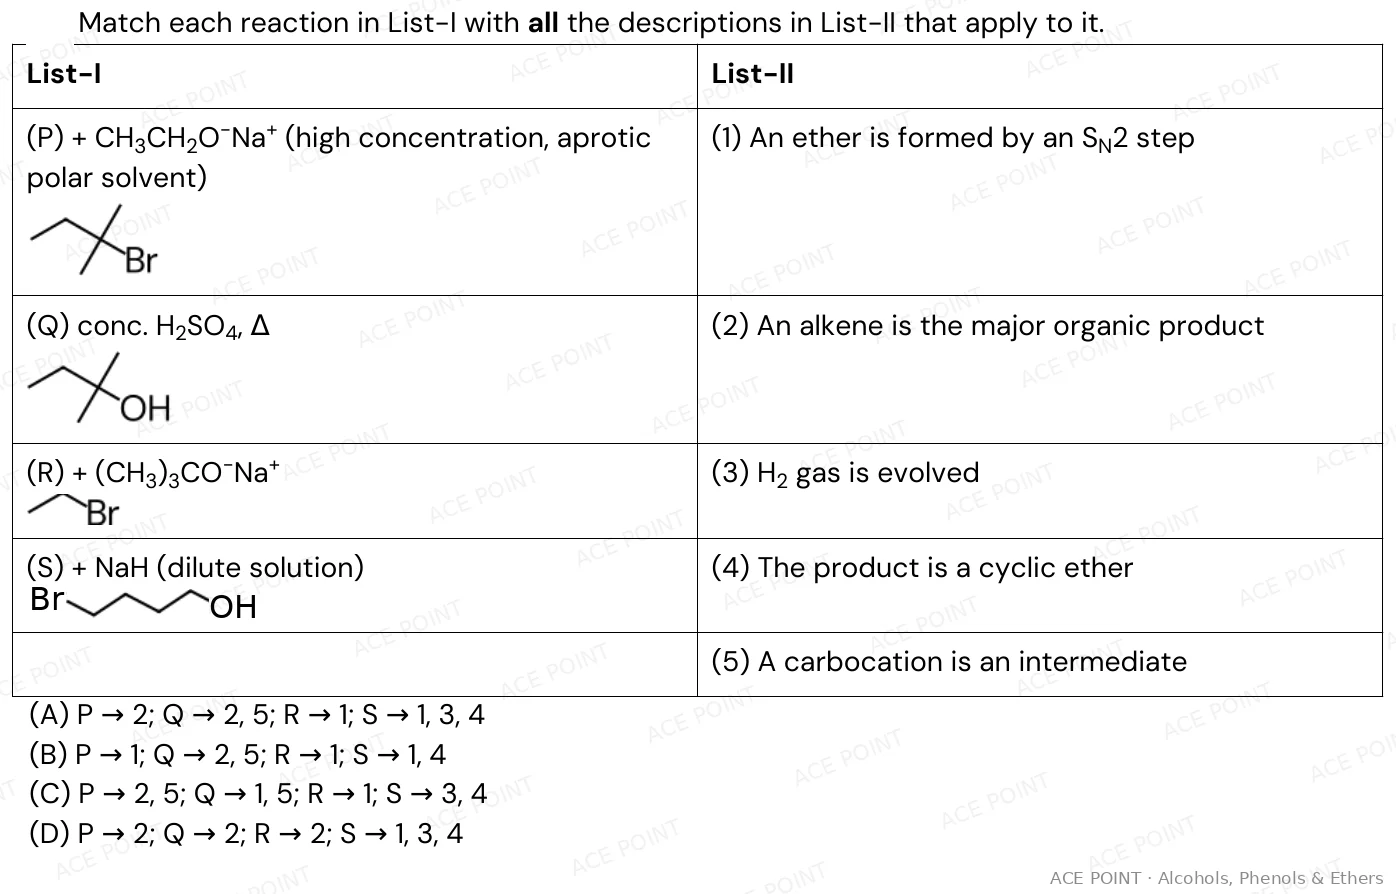 Match each reaction in List-I with all the descriptions in List-II that apply to it.
List-I
List-II
(P) + CH₃CH₂O⁻Na⁺ (high concentration, aprotic
polar solvent)
Br
(1) An ether is formed by an Sₙ2 step
(Q) conc. H₂SO₄, Δ
OH
(2) An alkene is the major organic product
(R) + (CH₃)₃CO⁻Na⁺
Br
(3) H₂ gas is evolved
(S) + NaH (dilute solution)
Br OH
(4) The product is a cyclic ether
(5) A carbocation is an intermediate
(A) P → 2; Q → 2, 5; R → 1; S → 1, 3, 4
(B) P → 1; Q → 2, 5; R → 1; S → 1, 4
(C) P → 2, 5; Q → 1, 5; R → 1; S → 3, 4
(D) P → 2; Q → 2; R → 2; S → 1, 3, 4
ACE POINT · Alcohols, Phenols & Ethers
ACE POINT